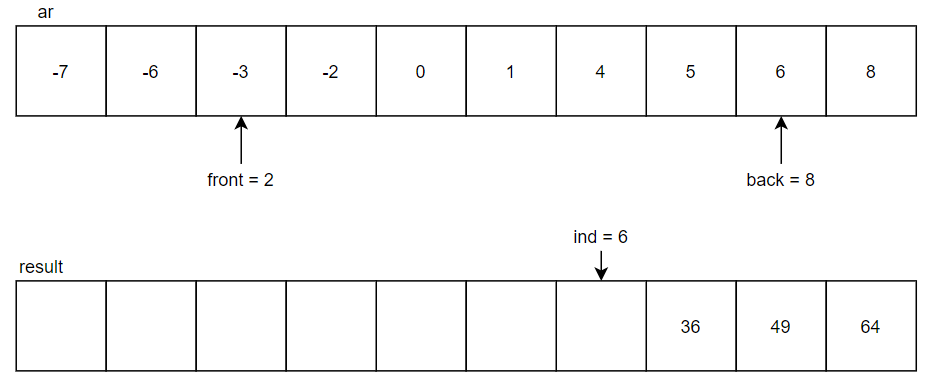 ar
-7 -6 -3 -2 0 1 4 5 6 8
front = 2 back = 8
ind = 6
result
36 49 64